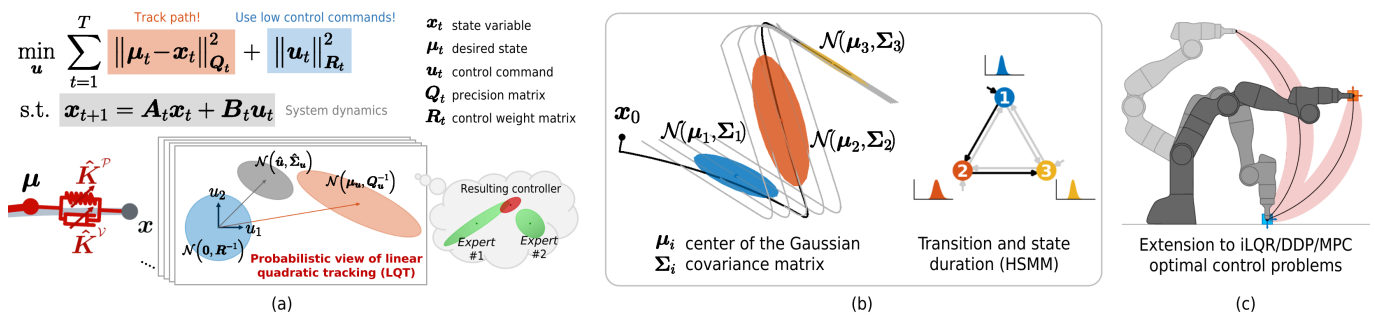 Track path!
Use low control commands!
min_u Σ_{t=1}^{T} ‖μ_t − x_t‖²_{Q_t} + ‖u_t‖²_{R_t}
s.t. x_{t+1} = A_t x_t + B_t u_t
System dynamics
x_t state variable
μ_t desired state
u_t control command
Q_t precision matrix
R_t control weight matrix
μ
K̂^𝒫
K̂^𝒱
x
....
𝒩(û, Σ̂_u)
𝒩(μ_u, Q_u^{-1})
u_2
u_1
𝒩(0, R^{-1})
Probabilistic view of linear
quadratic tracking (LQT)
Resulting controller
Expert
#1
Expert
#2
(a)
x_0
𝒩(μ_1, Σ_1)
𝒩(μ_2, Σ_2)
𝒩(μ_3, Σ_3)
μ_i center of the Gaussian
Σ_i covariance matrix
1
2
3
Transition and state
duration (HSMM)
(b)
Extension to iLQR/DDP/MPC
optimal control problems
(c)